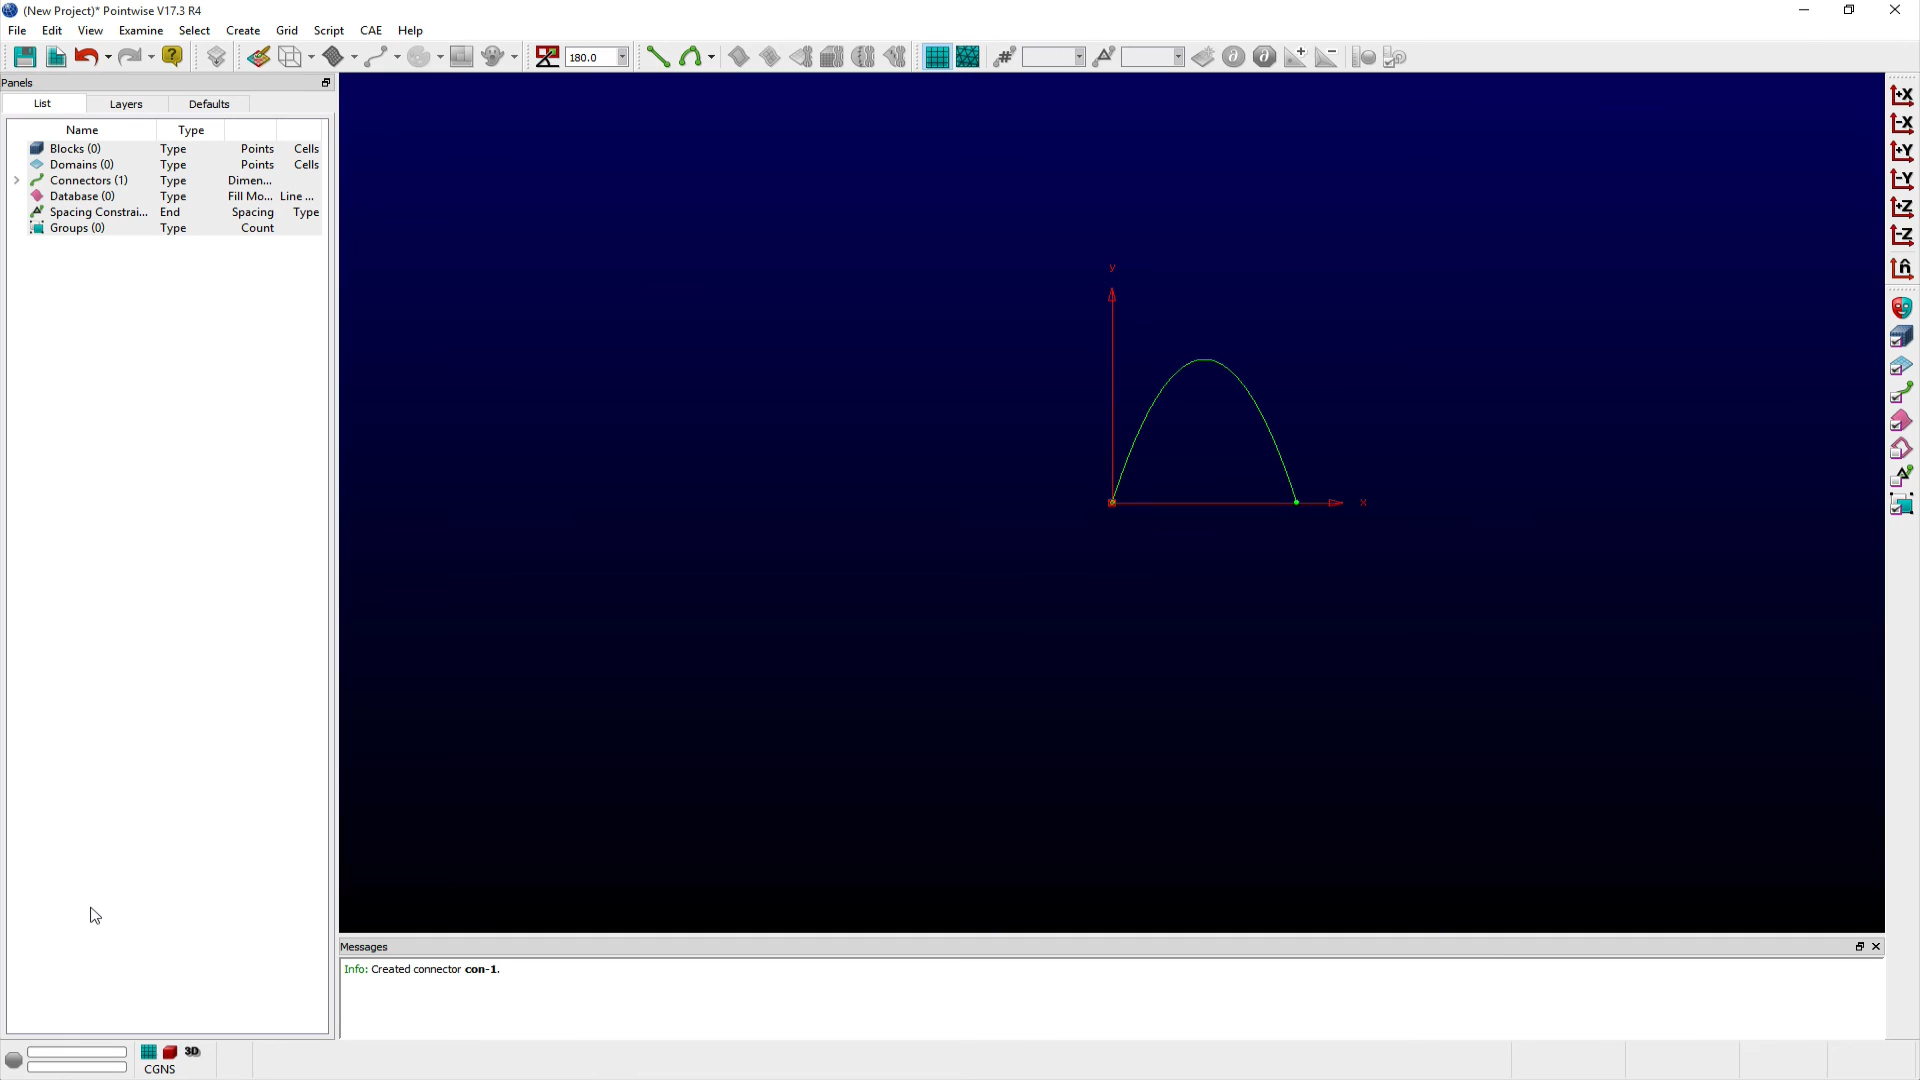 (New Project)* Pointwise V17.3 R4
File Edit View Examine Select Create Grid Script CAE Help
180.0
Panels
List Layers Defaults
Name Type
Blocks (0) Type Points Cells
Domains (0) Type Points Cells
Connectors (1) Type Dimen...
Database (0) Type Fill Mo... Line ...
Spacing Constrai... End Spacing Type
Groups (0) Type Count
y
x
+X
-X
+Y
-Y
+Z
-Z
n̂
Messages
Info: Created connector con-1.
3D
CGNS